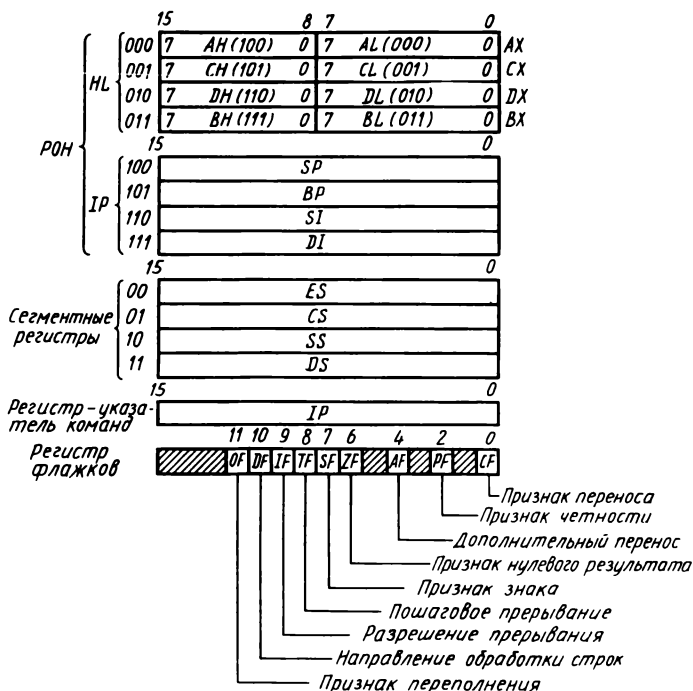 15 8 7 0
000 7 AH(100) 0 7 AL(000) 0 AX
001 7 CH(101) 0 7 CL(001) 0 CX
HL
010 7 DH(110) 0 7 DL(010) 0 DX
011 7 BH(111) 0 7 BL(011) 0 BX
РОН
15 0
100 SP
101 BP
IP
110 SI
111 DI
15 0
00 ES
Сегментные 01 CS
регистры 10 SS
11 DS
15 0
Регистр-указа-
тель команд IP
11 10 9 8 7 6 4 2 0
Регистр
флажков OF DF IF TF SF ZF AF PF CF
Признак переноса
Признак четности
Дополнительный перенос
Признак нулевого результата
Признак знака
Пошаговое прерывание
Разрешение прерывания
Направление обработки строк
Признак переполнения